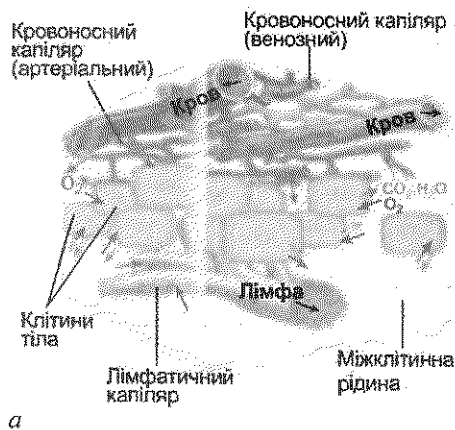 Кровоносний
капіляр
(артеріальний)
Кровоносний капіляр
(венозний)
Кров
Кров
O₂
CO₂ H₂O
O₂
Лімфа
Клітини
тіла
Лімфатичний
капіляр
Міжклітинна
рідина
а